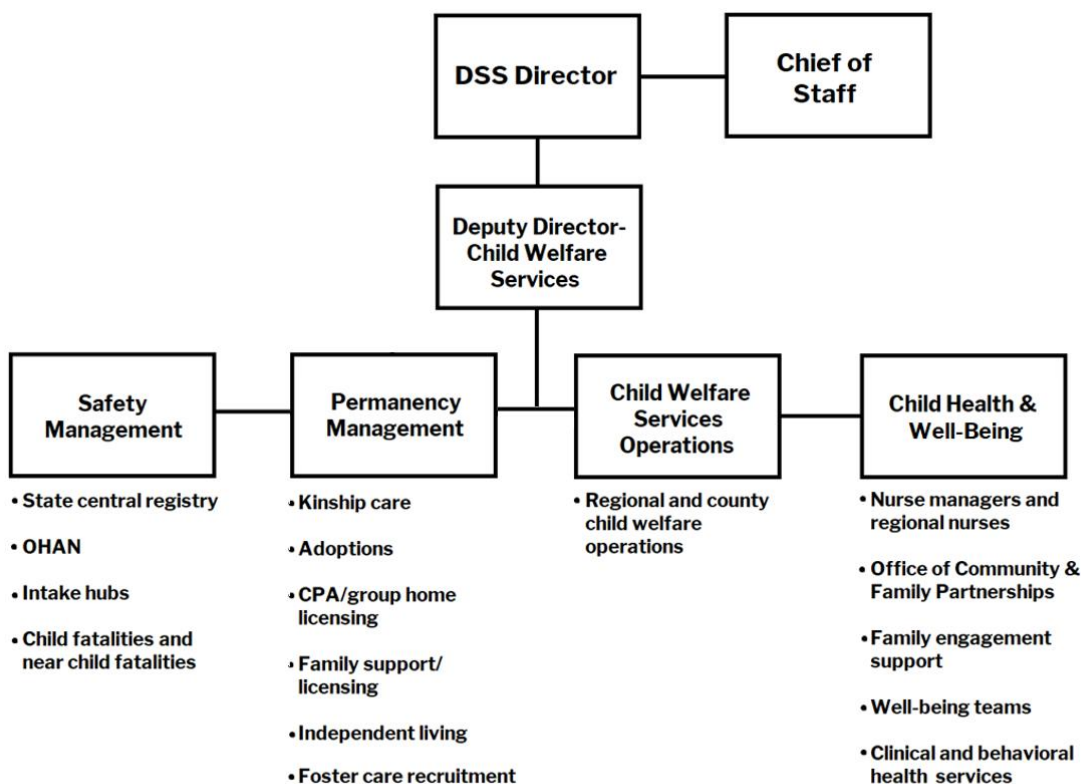 DSS Director
Chief of
Staff
Deputy Director-
Child Welfare
Services
Safety
Management
• State central registry
• OHAN
• Intake hubs
• Child fatalities and
near child fatalities
Permanency
Management
• Kinship care
• Adoptions
• CPA/group home
licensing
• Family support/
licensing
• Independent living
• Foster care recruitment
Child Welfare
Services
Operations
• Regional and county
child welfare
operations
Child Health &
Well-Being
• Nurse managers and
regional nurses
• Office of Community &
Family Partnerships
• Family engagement
support
• Well-being teams
• Clinical and behavioral
health services